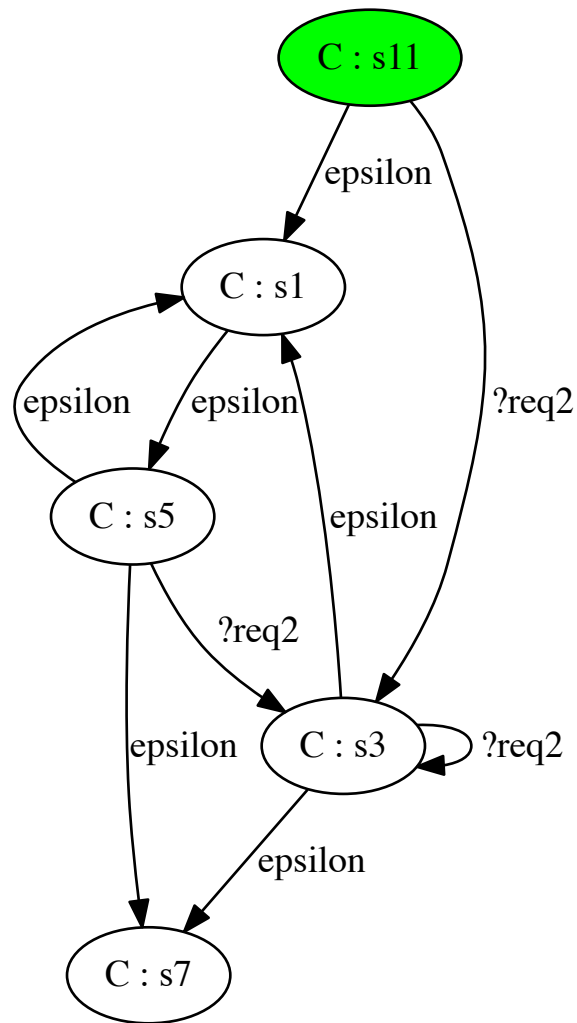 C : s11
epsilon
C : s1
epsilon
epsilon
?req2
C : s5
epsilon
?req2
C : s3
epsilon
?req2
epsilon
C : s7